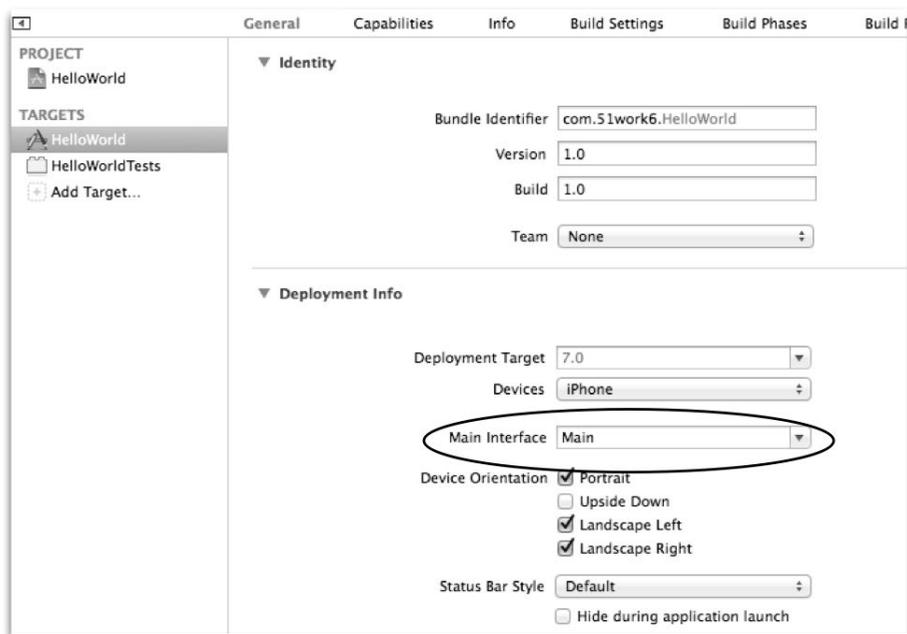 General Capabilities Info Build Settings Build Phases Build
PROJECT
HelloWorld
TARGETS
HelloWorld
HelloWorldTests
Add Target...
Identity
Bundle Identifier com.51work6.HelloWorld
Version 1.0
Build 1.0
Team None
Deployment Info
Deployment Target 7.0
Devices iPhone
Main Interface Main
Device Orientation Portrait
Upside Down
Landscape Left
Landscape Right
Status Bar Style Default
Hide during application launch